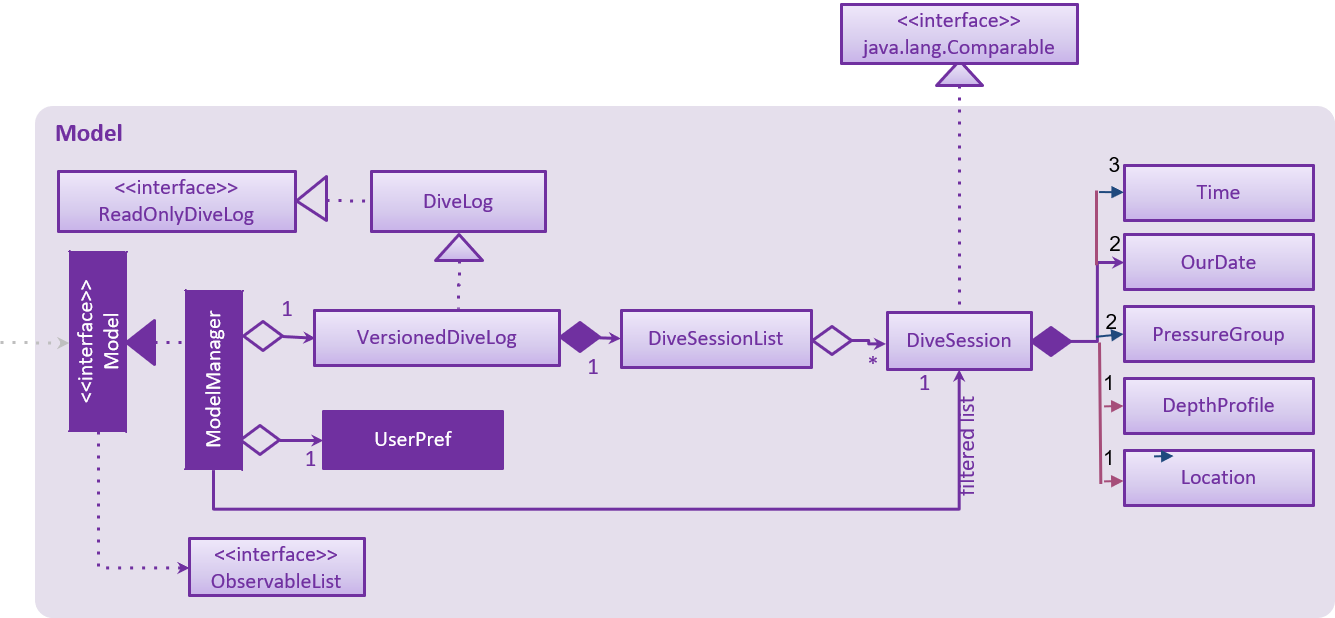 <<interface>>
java.lang.Comparable
Model
<<interface>>
ReadOnlyDiveLog
DiveLog
<<interface>>
Model
ModelManager
1
VersionedDiveLog
1
DiveSessionList
*
DiveSession
1
filtered list
3
Time
2
OurDate
2
PressureGroup
1
DepthProfile
1
Location
1
UserPref
<<interface>>
ObservableList